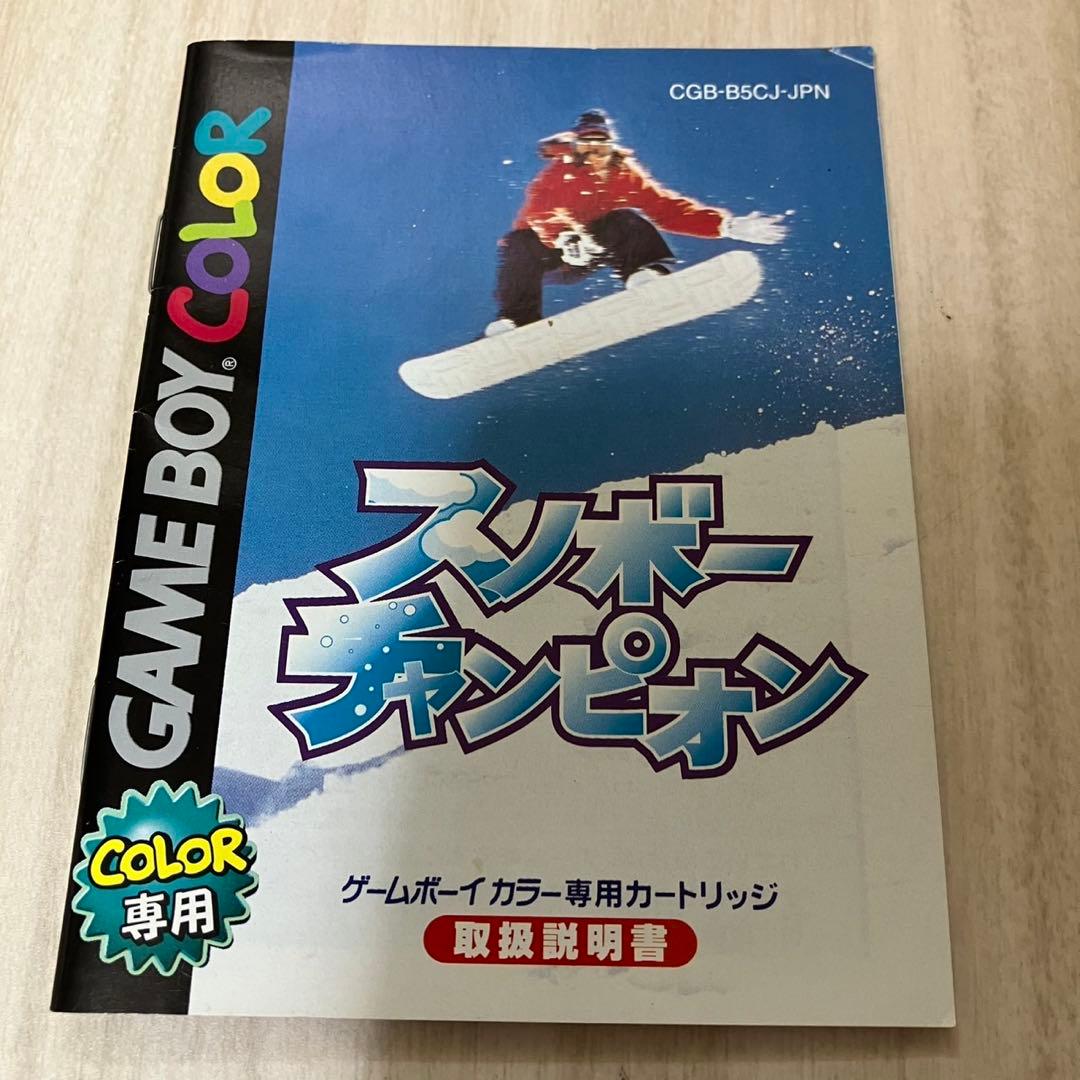 CGB-B5CJ-JPN
GAME BOY® COLOR
スノボー
チャンピオン
COLOR
専用
ゲームボーイカラー専用カートリッジ
取扱説明書